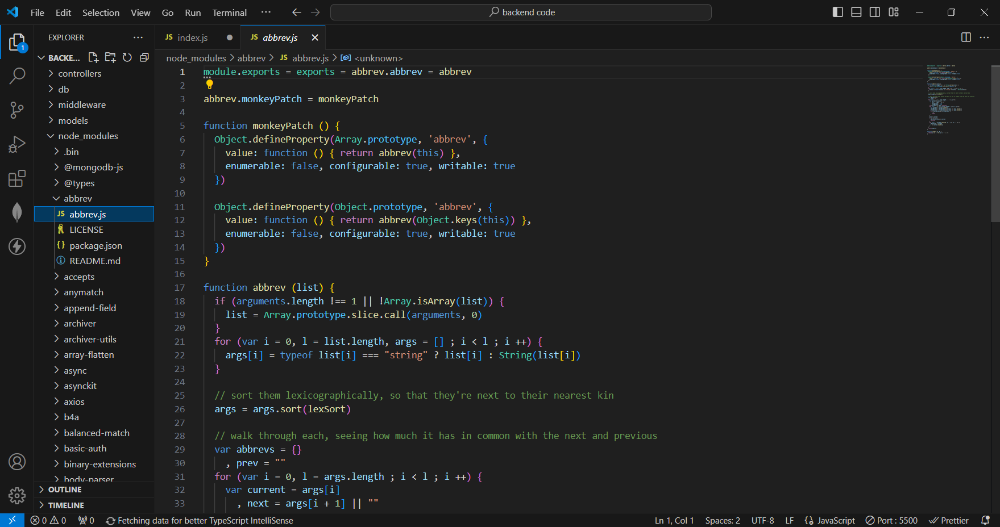 File Edit Selection View Go Run Terminal ··· backend code
EXPLORER ···
BACKE...
controllers
db
middleware
models
node_modules
.bin
@mongodb-js
@types
abbrev
JS abbrev.js
LICENSE
{} package.json
README.md
accepts
anymatch
append-field
archiver
archiver-utils
array-flatten
async
asynckit
axios
b4a
balanced-match
basic-auth
binary-extensions
body-parser
OUTLINE
TIMELINE
1
JS index.js
JS abbrev.js
node_modules > abbrev > JS abbrev.js > <unknown>
1 module.exports = exports = abbrev.abbrev = abbrev
2
3 abbrev.monkeyPatch = monkeyPatch
4
5 function monkeyPatch () {
6 Object.defineProperty(Array.prototype, 'abbrev', {
7 value: function () { return abbrev(this) },
8 enumerable: false, configurable: true, writable: true
9 })
10
11 Object.defineProperty(Object.prototype, 'abbrev', {
12 value: function () { return abbrev(Object.keys(this)) },
13 enumerable: false, configurable: true, writable: true
14 })
15 }
16
17 function abbrev (list) {
18 if (arguments.length !== 1 || !Array.isArray(list)) {
19 list = Array.prototype.slice.call(arguments, 0)
20 }
21 for (var i = 0, l = list.length, args = [] ; i < l ; i ++) {
22 args[i] = typeof list[i] === "string" ? list[i] : String(list[i])
23 }
24
25 // sort them lexicographically, so that they're next to their nearest kin
26 args = args.sort(lexSort)
27
28 // walk through each, seeing how much it has in common with the next and previous
29 var abbrevs = {}
30 , prev = ""
31 for (var i = 0, l = args.length ; i < l ; i ++) {
32 var current = args[i]
33 , next = args[i + 1] || ""
0 0 0 Fetching data for better TypeScript IntelliSense Ln 1, Col 1 Spaces: 2 UTF-8 LF JavaScript Port : 5500 Prettier